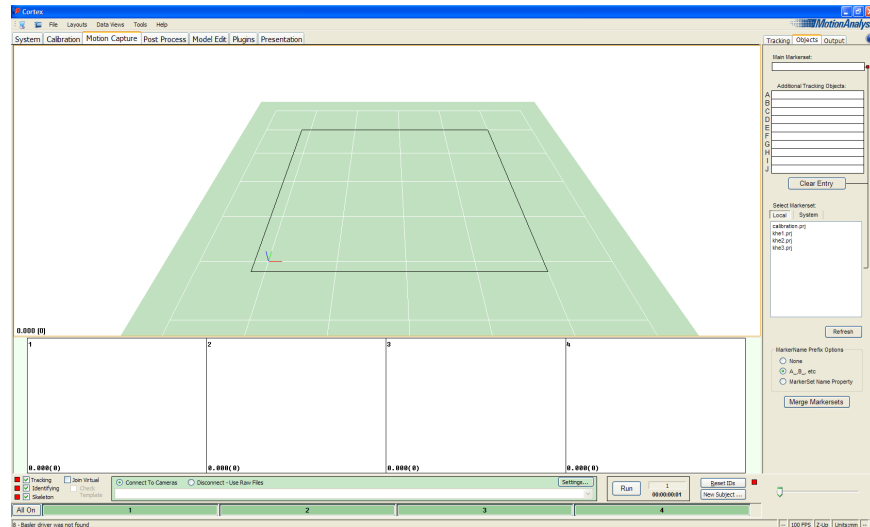 Cortex
File Layouts Data Views Tools Help
MotionAnalys
System Calibration Motion Capture Post Process Model Edit Plugins Presentation
Tracking Objects Output
Main Markerset:
Additional Tracking Objects:
A
B
C
D
E
F
G
H
I
J
Clear Entry
Select Markerset:
Local System
calibration.prj
khe1.prj
khe2.prj
khe3.prj
Refresh
MarkerName Prefix Options
None
A_,B_, etc
MarkerSet Name Property
Merge Markersets
0.000 (0)
1 2 3 4
0.000(0) 0.000(0) 0.000(0) 0.000(0)
Tracking Join Virtual
Identifying Check
Skeleton Template
Connect To Cameras Disconnect - Use Raw Files Settings...
Run
1
00:00:00:01
Reset IDs
New Subject ...
All On 1 2 3 4
B - Basler driver was not found
-- 100 FPS Z-Up Units:mm --